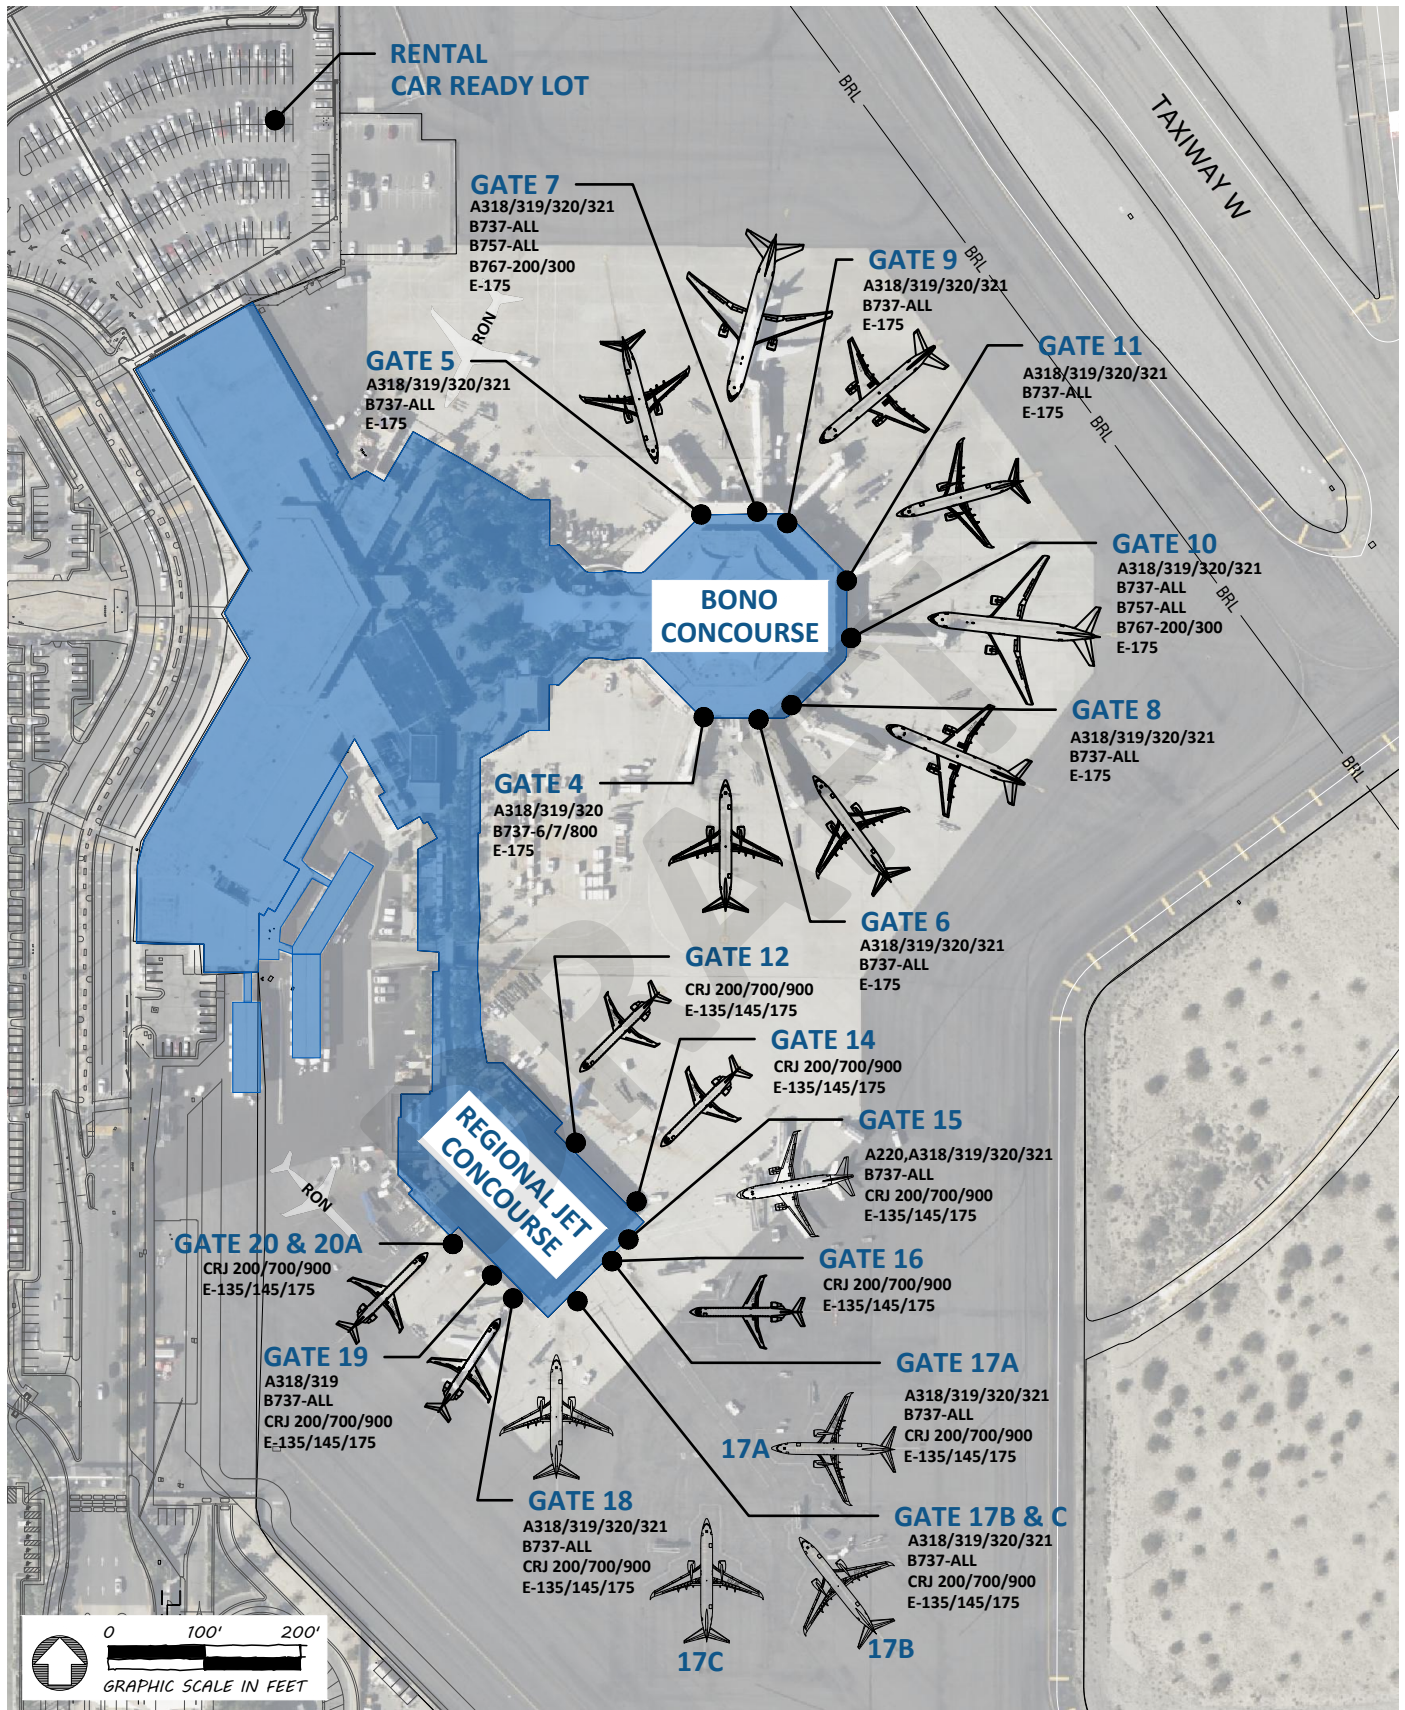 RENTAL
CAR READY LOT
BRL
TAXIWAY W
GATE 7
A318/319/320/321
B737-ALL
B757-ALL
B767-200/300
E-175
RON
GATE 9
A318/319/320/321
B737-ALL
E-175
BRL
GATE 5
A318/319/320/321
B737-ALL
E-175
GATE 11
A318/319/320/321
B737-ALL
E-175
BRL
GATE 10
A318/319/320/321
B737-ALL
B757-ALL
B767-200/300
E-175
BRL
BONO
CONCOURSE
GATE 8
A318/319/320/321
B737-ALL
E-175
BRL
GATE 4
A318/319/320
B737-6/7/800
E-175
GATE 6
A318/319/320/321
B737-ALL
E-175
DRAFT
GATE 12
CRJ 200/700/900
E-135/145/175
GATE 14
CRJ 200/700/900
E-135/145/175
GATE 15
A220,A318/319/320/321
B737-ALL
CRJ 200/700/900
E-135/145/175
REGIONAL JET
CONCOURSE
RON
GATE 20 & 20A
CRJ 200/700/900
E-135/145/175
GATE 16
CRJ 200/700/900
E-135/145/175
GATE 19
A318/319
B737-ALL
CRJ 200/700/900
E-135/145/175
GATE 17A
A318/319/320/321
B737-ALL
CRJ 200/700/900
E-135/145/175
17A
GATE 18
A318/319/320/321
B737-ALL
CRJ 200/700/900
E-135/145/175
GATE 17B & C
A318/319/320/321
B737-ALL
CRJ 200/700/900
E-135/145/175
17B
17C
0 100' 200'
GRAPHIC SCALE IN FEET